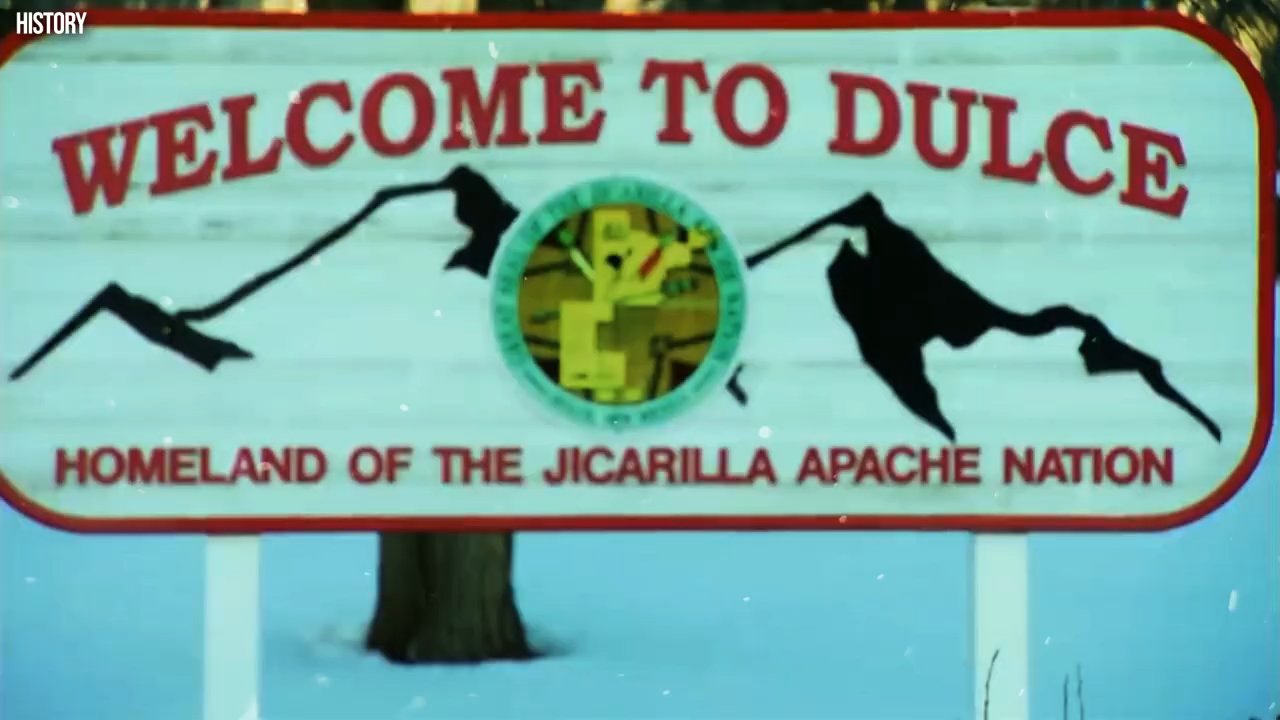 HISTORY
WELCOME TO DULCE
HOMELAND OF THE JICARILLA APACHE NATION